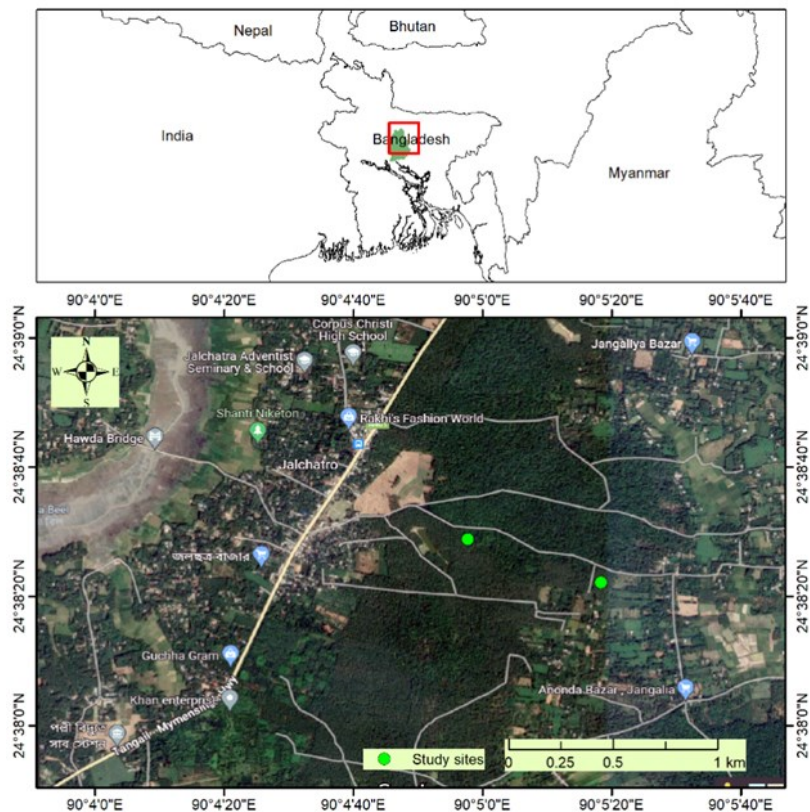 Nepal
Bhutan
India
Bangladesh
Myanmar
90°4'0"E
90°4'20"E
90°4'40"E
90°5'0"E
90°5'20"E
90°5'40"E
24°39'0"N
24°39'0"N
Corpus Christi
High School
Jalchatra Adventist
Seminary & School
Jangaliya Bazar
N
W
E
S
Shanti Niketon
Rakhi's Fashion World
Hawda Bridge
24°38'40"N
24°38'40"N
Jalchatro
a Beel
জলছত্র বাজার
24°38'20"N
24°38'20"N
Guchha Gram
Khan enterprise
Anonda Bazar , Jangalia
24°38'0"N
24°38'0"N
পল্লী বিদ্যুৎ
সাব স্টেশন
Tangail - Mymensingh Hwy
Study sites
0
0.25
0.5
1 km
90°4'0"E
90°4'20"E
90°4'40"E
90°5'0"E
90°5'20"E
90°5'40"E